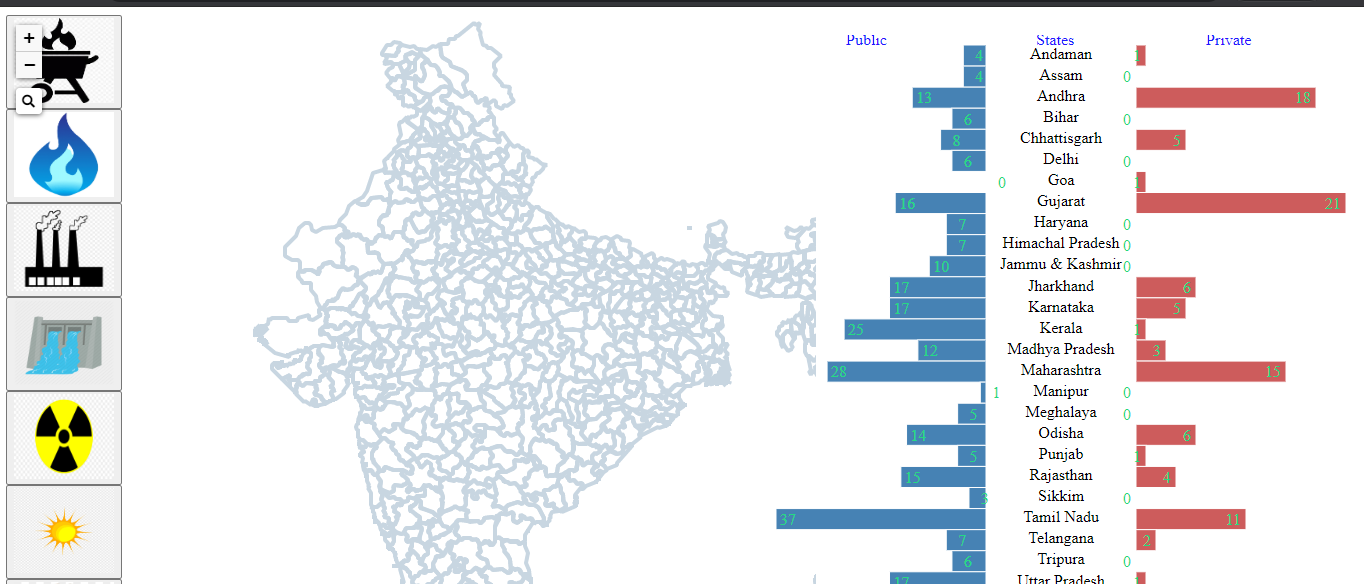 +
−
Public States Private
4 Andaman
4 Assam 0
13 Andhra 18
6 Bihar 0
8 Chhattisgarh 5
6 Delhi 0
0 Goa
16 Gujarat 21
7 Haryana 0
7 Himachal Pradesh 0
10 Jammu & Kashmir 0
17 Jharkhand 6
17 Karnataka 5
25 Kerala
12 Madhya Pradesh 3
28 Maharashtra 15
1 Manipur 0
5 Meghalaya 0
14 Odisha 6
5 Punjab
15 Rajasthan 4
3 Sikkim 0
37 Tamil Nadu 11
7 Telangana 2
6 Tripura 0
17 Uttar Pradesh